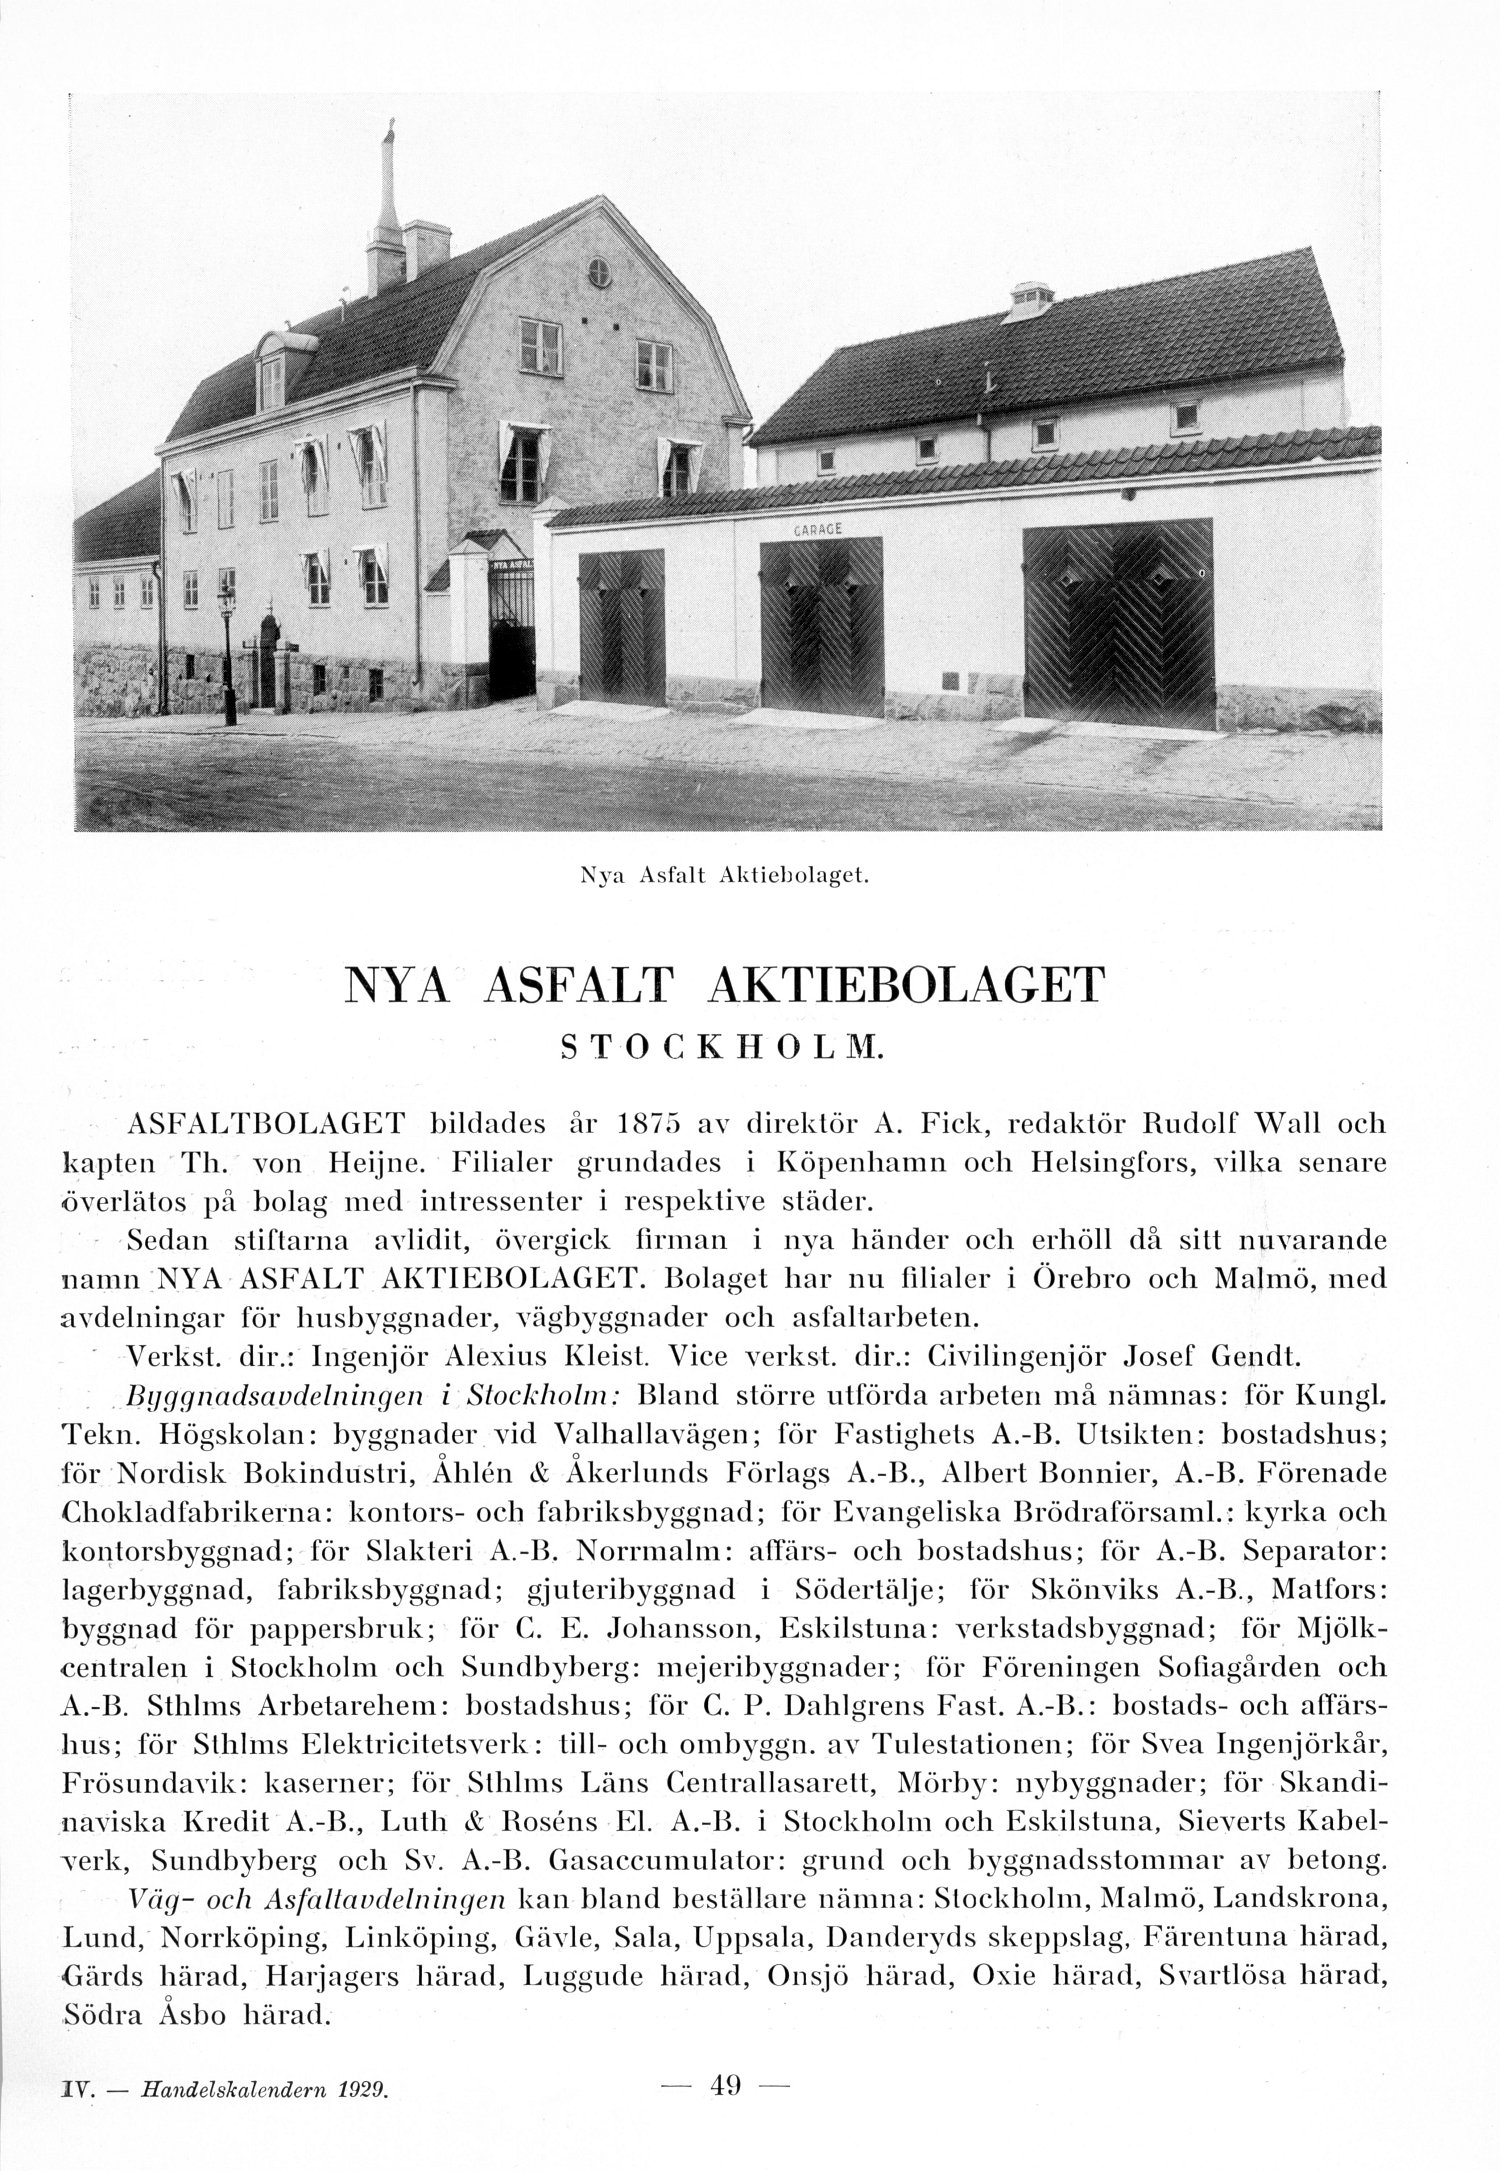 GARAGE
NYA ASFAL
Nya Asfalt Aktiebolaget.
NYA ASFALT AKTIEBOLAGET
STOCKHOLM.
ASFALTBOLAGET bildades år 1875 av direktör A. Fick, redaktör Rudolf Wall och
kapten Th. von Heijne. Filialer grundades i Köpenhamn och Helsingfors, vilka senare
överlätos på bolag med intressenter i respektive städer.
Sedan stiftarna avlidit, övergick firman i nya händer och erhöll då sitt nuvarande
namn NYA ASFALT AKTIEBOLAGET. Bolaget har nu filialer i Örebro och Malmö, med
avdelningar för husbyggnader, vägbyggnader och asfaltarbeten.
Verkst. dir.: Ingenjör Alexius Kleist. Vice verkst. dir.: Civilingenjör Josef Gendt.
Byggnadsavdelningen i Stockholm: Bland större utförda arbeten må nämnas: för Kungl.
Tekn. Högskolan: byggnader vid Valhallavägen; för Fastighets A.-B. Utsikten: bostadshus;
för Nordisk Bokindustri, Åhlén & Åkerlunds Förlags A.-B., Albert Bonnier, A.-B. Förenade
Chokladfabrikerna: kontors- och fabriksbyggnad; för Evangeliska Brödraförsaml.: kyrka och
kontorsbyggnad; för Slakteri A.-B. Norrmalm: affärs- och bostadshus; för A.-B. Separator:
lagerbyggnad, fabriksbyggnad; gjuteribyggnad i Södertälje; för Skönviks A.-B., Matfors:
byggnad för pappersbruk; för C. E. Johansson, Eskilstuna: verkstadsbyggnad; för Mjölk-
centralen i Stockholm och Sundbyberg: mejeribyggnader; för Föreningen Sofiagården och
A.-B. Sthlms Arbetarehem: bostadshus; för C. P. Dahlgrens Fast. A.-B.: bostads- och affärs-
hus; för Sthlms Elektricitetsverk: till- och ombyggn. av Tulestationen; för Svea Ingenjörkår,
Frösundavik: kaserner; för Sthlms Läns Centrallasarett, Mörby: nybyggnader; för Skandi-
naviska Kredit A.-B., Luth & Roséns El. A.-B. i Stockholm och Eskilstuna, Sieverts Kabel-
verk, Sundbyberg och Sv. A.-B. Gasaccumulator: grund och byggnadsstommar av betong.
Väg- och Asfaltavdelningen kan bland beställare nämna: Stockholm, Malmö, Landskrona,
Lund, Norrköping, Linköping, Gävle, Sala, Uppsala, Danderyds skeppslag, Färentuna härad,
Gärds härad, Harjagers härad, Luggude härad, Onsjö härad, Oxie härad, Svartlösa härad,
Södra Åsbo härad.
IV. — Handelskalendern 1929.
— 49 —